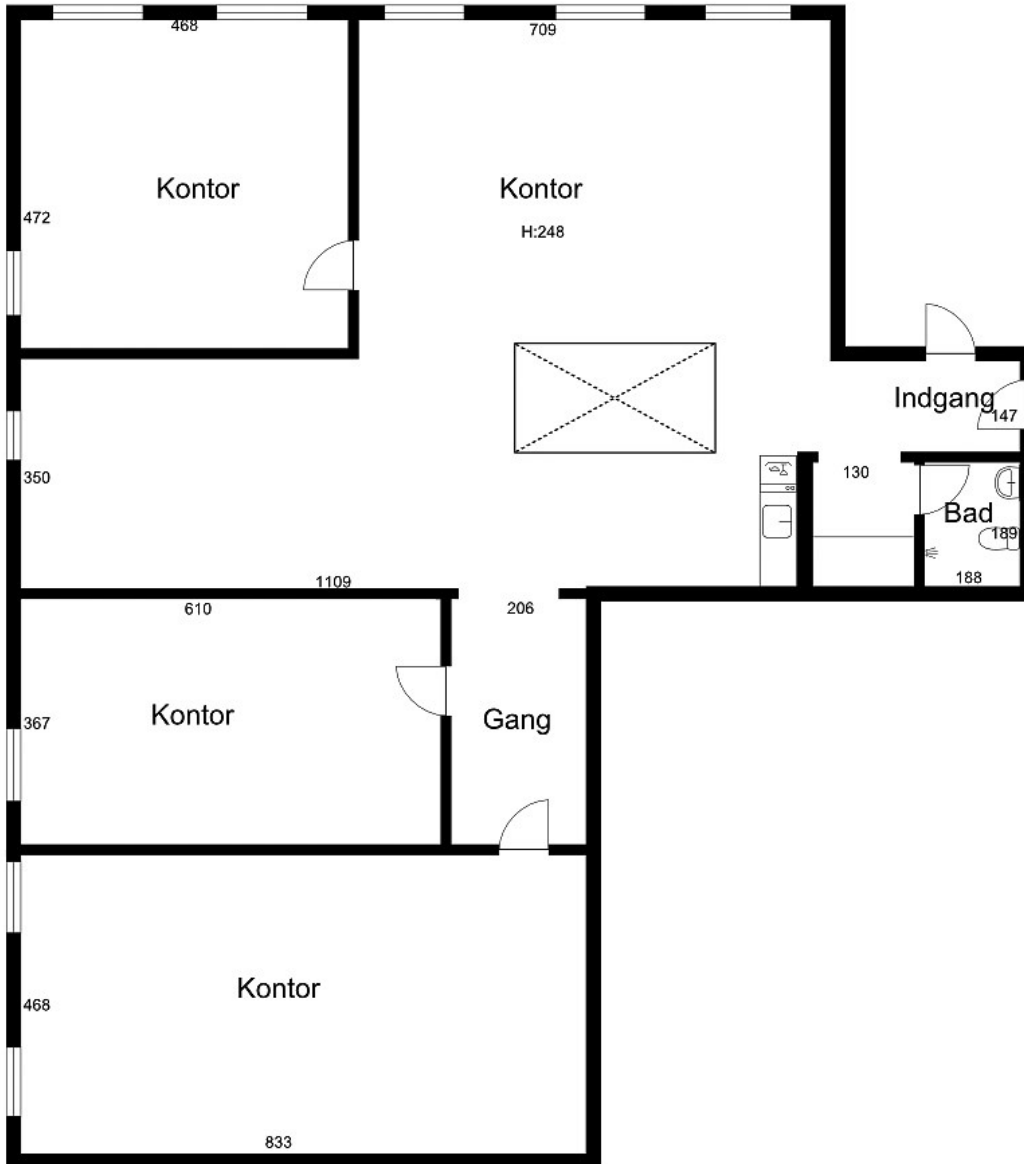 468
709
Kontor
Kontor
472
H:248
Indgang
147
350
130
Bad
189
1109
188
610
206
367
Kontor
Gang
Kontor
468
833